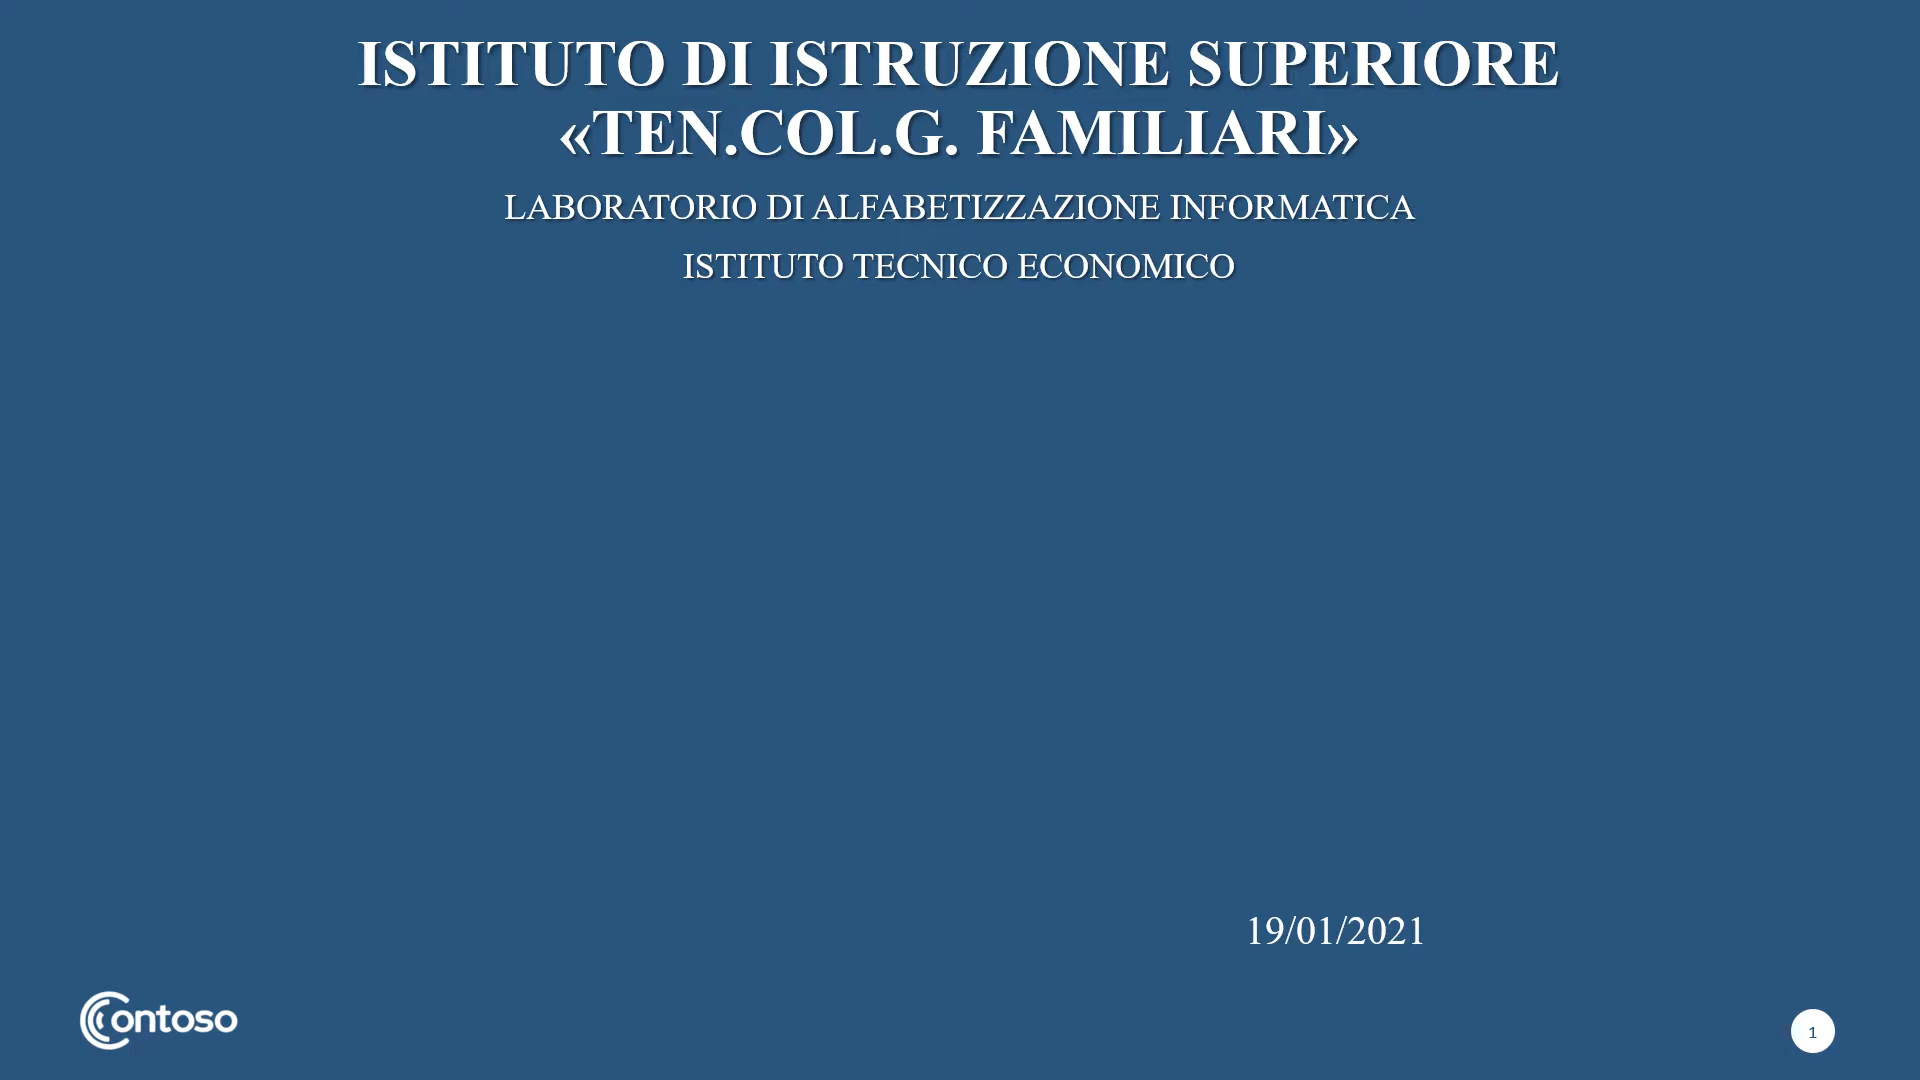 ISTITUTO DI ISTRUZIONE SUPERIORE
«TEN.COL.G. FAMILIARI»
LABORATORIO DI ALFABETIZZAZIONE INFORMATICA
ISTITUTO TECNICO ECONOMICO
19/01/2021
Contoso
1